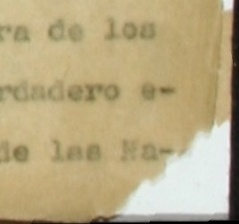 ra de los
rdadero e-
de las Na-